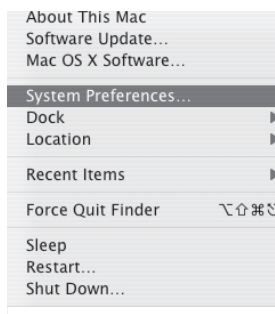 About This Mac
Software Update...
Mac OS X Software...
System Preferences...
Dock
Location
Recent Items
Force Quit Finder ⌥⇧⌘⎋
Sleep
Restart...
Shut Down...